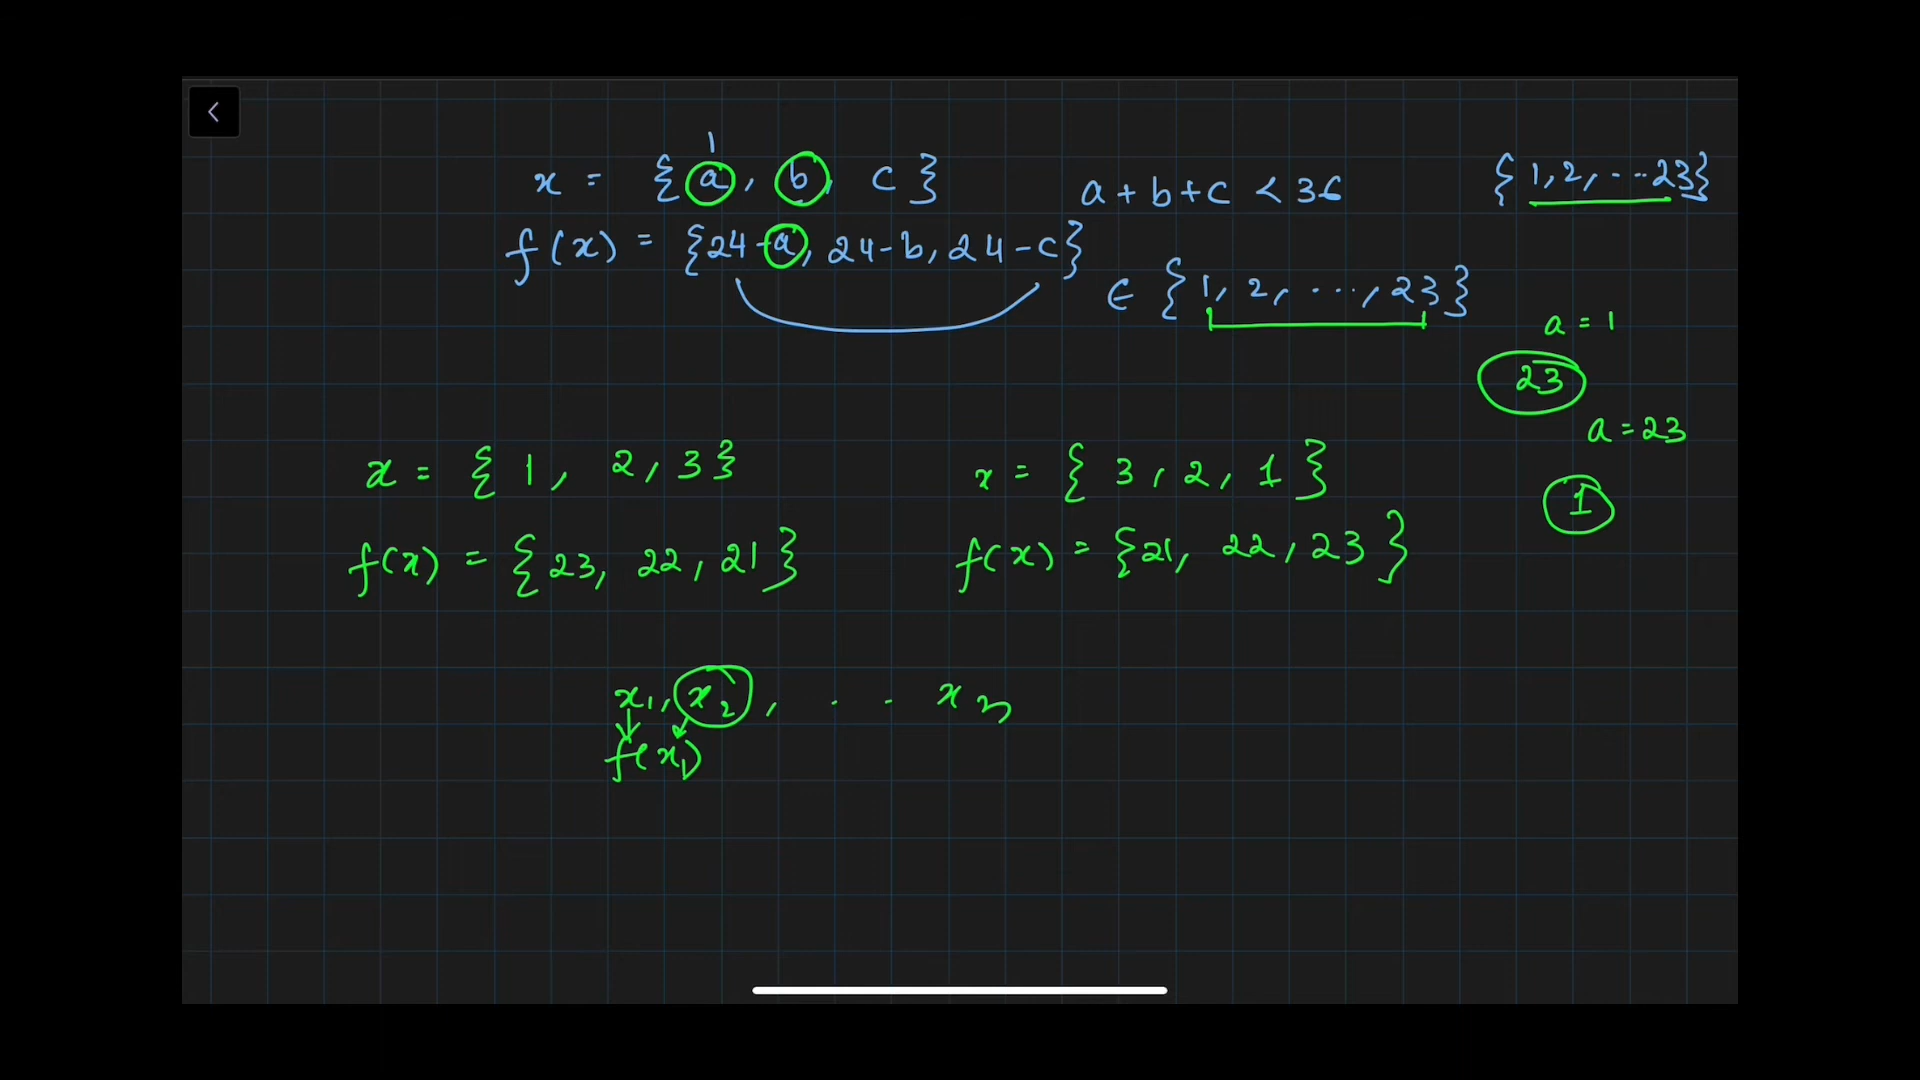 1
x = {a, b, c}
a + b + c < 36
{1, 2, ... 23}
f(x) = {24-a, 24-b, 24-c}
∈ {1, 2, ..., 23}
a = 1
23
a = 23
1
x = {1, 2, 3}
x = {3, 2, 1}
f(x) = {23, 22, 21}
f(x) = {21, 22, 23}
x₁, x₂, . . xₙ
f(x₁)